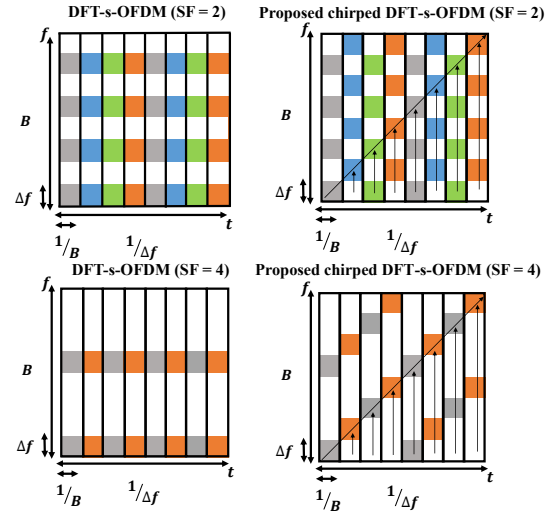 DFT-s-OFDM (SF = 2)
f
B
Δf
t
1/B
1/Δf
Proposed chirped DFT-s-OFDM (SF = 2)
f
B
Δf
t
1/B
1/Δf
DFT-s-OFDM (SF = 4)
f
B
Δf
t
1/B
1/Δf
Proposed chirped DFT-s-OFDM (SF = 4)
f
B
Δf
t
1/B
1/Δf